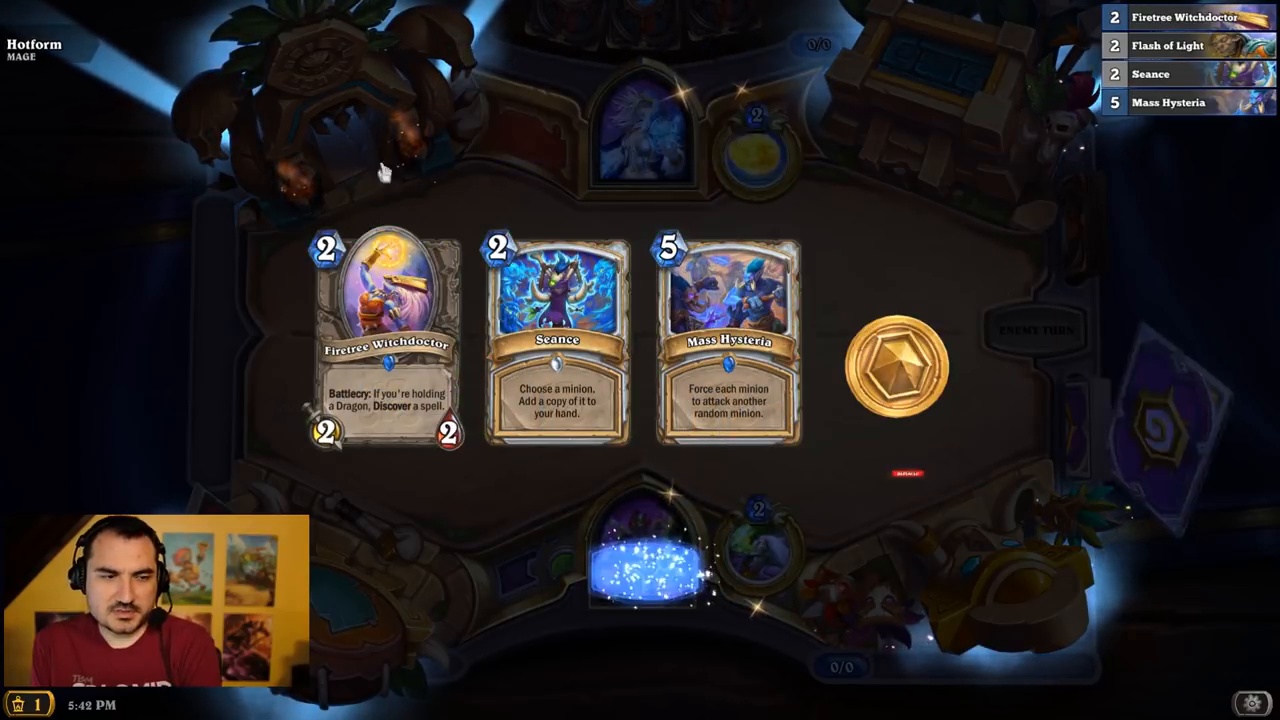 Hotform
MAGE
0/0
2 Firetree Witchdoctor
2 Flash of Light
2 Seance
5 Mass Hysteria
2
2
Firetree Witchdoctor
Battlecry: If you're holding
a Dragon, Discover a spell.
2
2
2
Seance
Choose a minion.
Add a copy of it to
your hand.
5
Mass Hysteria
Force each minion
to attack another
random minion.
ENEMY TURN
2
0/0
TEAM
1
5:42 PM